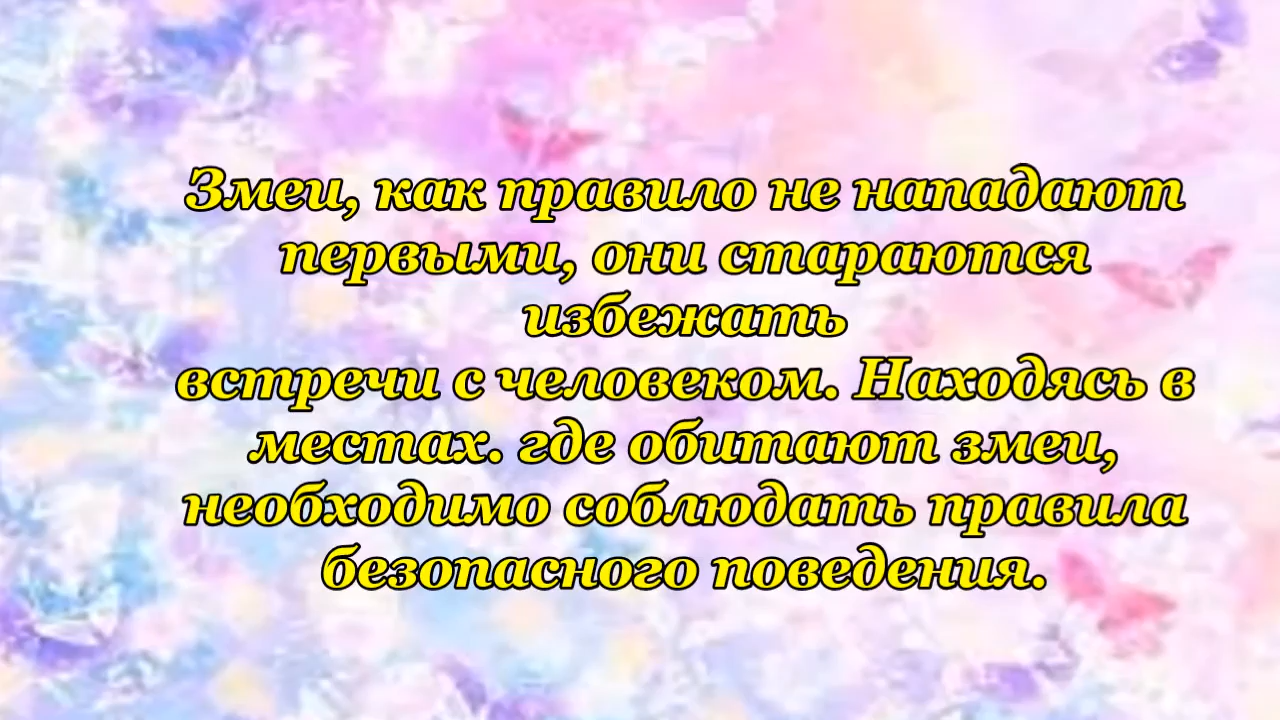 Змеи, как правило не нападают
первыми, они стараются
избежать
встречи с человеком. Находясь в
местах. где обитают змеи,
необходимо соблюдать правила
безопасного поведения.